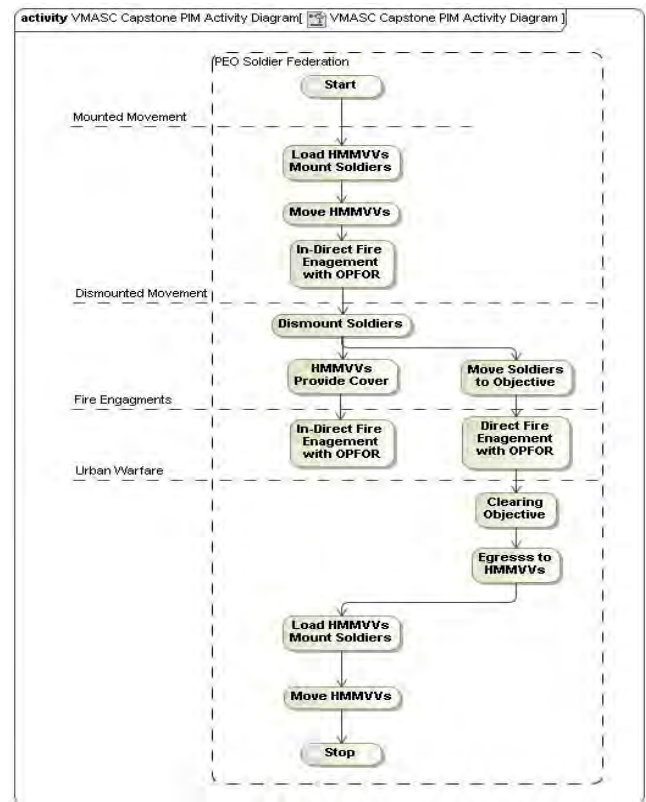 activity VMASC Capstone PIM Activity Diagram[ VMASC Capstone PIM Activity Diagram ]
PEO Soldier Federation
Start
Mounted Movement
Load HMMVVs
Mount Soldiers
Move HMMVVs
In-Direct Fire
Enagement
with OPFOR
Dismounted Movement
Dismount Soldiers
HMMVVs
Provide Cover
Move Soldiers
to Objective
Fire Engagments
In-Direct Fire
Enagement
with OPFOR
Direct Fire
Enagement
with OPFOR
Urban Warfare
Clearing
Objective
Egresss to
HMMVVs
Load HMMVVs
Mount Soldiers
Move HMMVVs
Stop